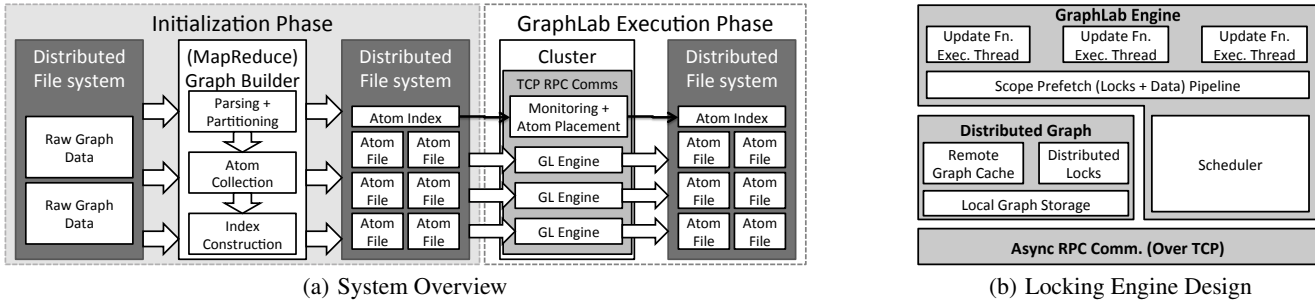 Initialization Phase
GraphLab Execution Phase
Distributed
File system
Raw Graph
Data
Raw Graph
Data
(MapReduce)
Graph Builder
Parsing +
Partitioning
Atom
Collection
Index
Construction
Distributed
File system
Atom Index
Atom
File
Atom
File
Atom
File
Atom
File
Atom
File
Atom
File
Cluster
TCP RPC Comms
Monitoring +
Atom Placement
GL Engine
GL Engine
GL Engine
Distributed
File system
Atom Index
Atom
File
Atom
File
Atom
File
Atom
File
Atom
File
Atom
File
(a) System Overview
GraphLab Engine
Update Fn.
Exec. Thread
Update Fn.
Exec. Thread
Update Fn.
Exec. Thread
Scope Prefetch (Locks + Data) Pipeline
Distributed Graph
Remote
Graph Cache
Distributed
Locks
Local Graph Storage
Scheduler
Async RPC Comm. (Over TCP)
(b) Locking Engine Design